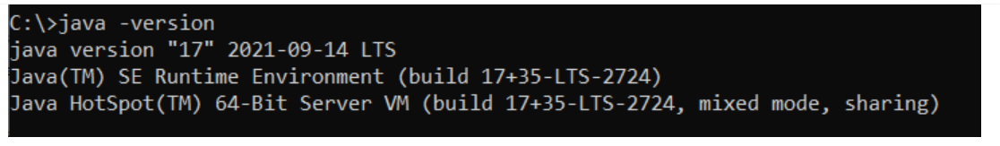 C:\>java -version
java version "17" 2021-09-14 LTS
Java(TM) SE Runtime Environment (build 17+35-LTS-2724)
Java HotSpot(TM) 64-Bit Server VM (build 17+35-LTS-2724, mixed mode, sharing)